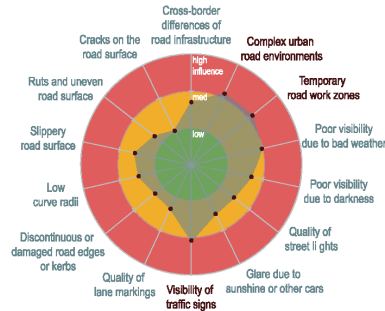 Cross-border
differences of
road infrastructure
Cracks on the
road surface
Complex urban
road environments
high
influence
Ruts and uneven
road surface
Temporary
road work zones
med
Slippery
road surface
low
Poor visibility
due to bad weather
Low
curve radii
Poor visibility
due to darkness
Discontinuous or
damaged road edges
or kerbs
Quality of
street li ghts
Quality of
lane markings
Visibility of
traffic signs
Glare due to
sunshine or other cars